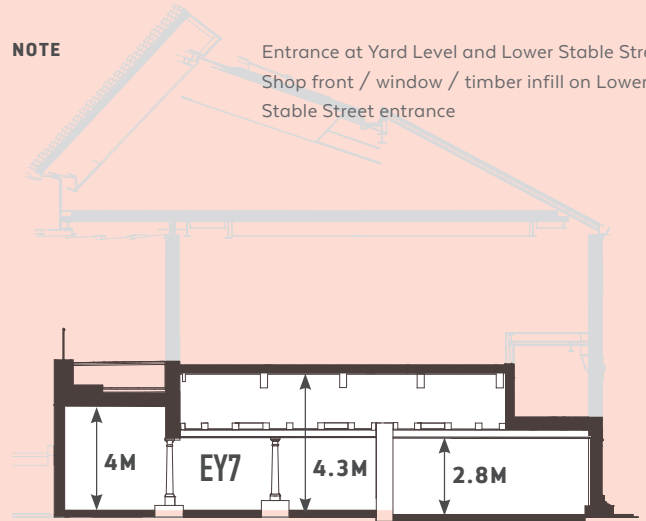 NOTE
Entrance at Yard Level and Lower Stable
Shop front / window / timber infill on Lower
Stable Street entrance
4M
EY7
4.3M
2.8M